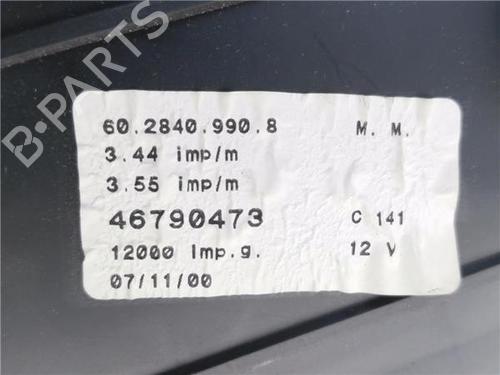 60.2840.990.8 M. M.
3.44 imp/m
3.55 imp/m
46790473 C 141
12000 Imp.g. 12 V
07/11/00
B-PARTS